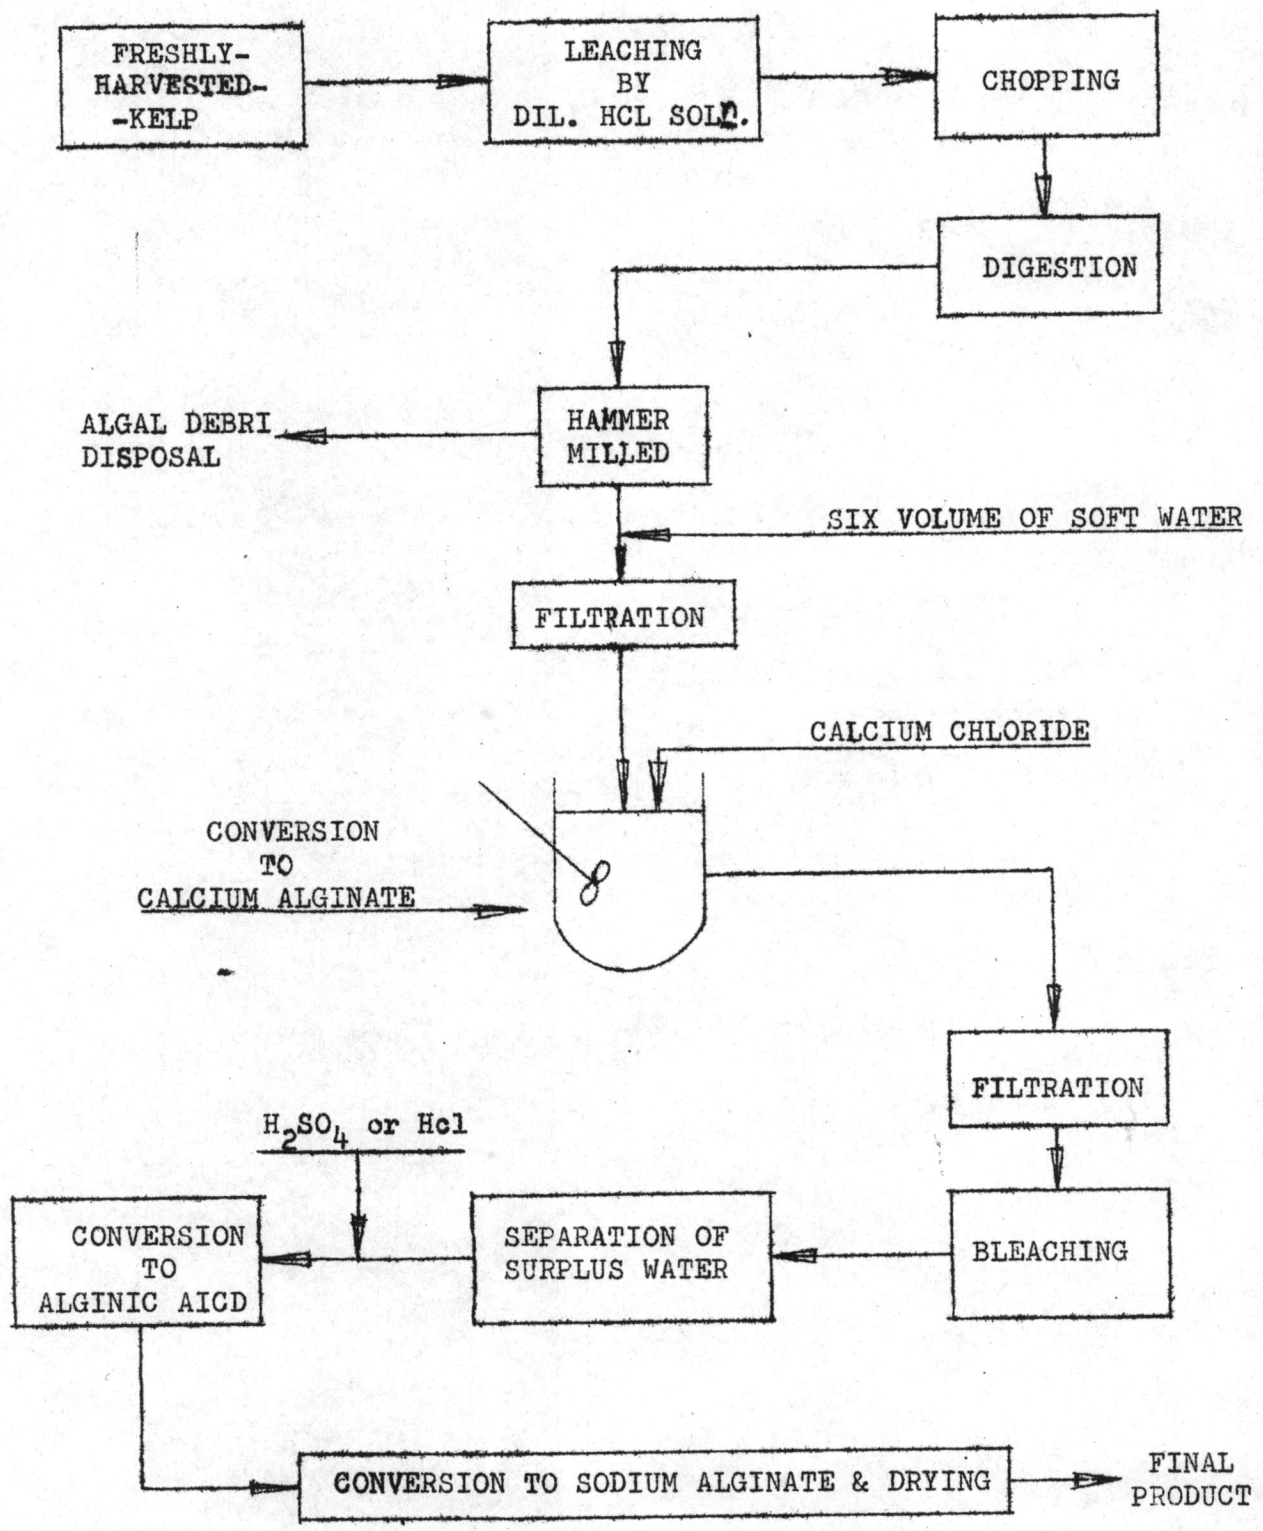 FRESHLY-
HARVESTED-
-KELP
LEACHING
BY
DIL. HCL SOLn.
CHOPPING
DIGESTION
HAMMER
MILLED
ALGAL DEBRI
DISPOSAL
SIX VOLUME OF SOFT WATER
FILTRATION
CALCIUM CHLORIDE
CONVERSION
TO
CALCIUM ALGINATE
FILTRATION
BLEACHING
SEPARATION OF
SURPLUS WATER
H2SO4 or Hcl
CONVERSION
TO
ALGINIC AICD
CONVERSION TO SODIUM ALGINATE & DRYING
FINAL
PRODUCT